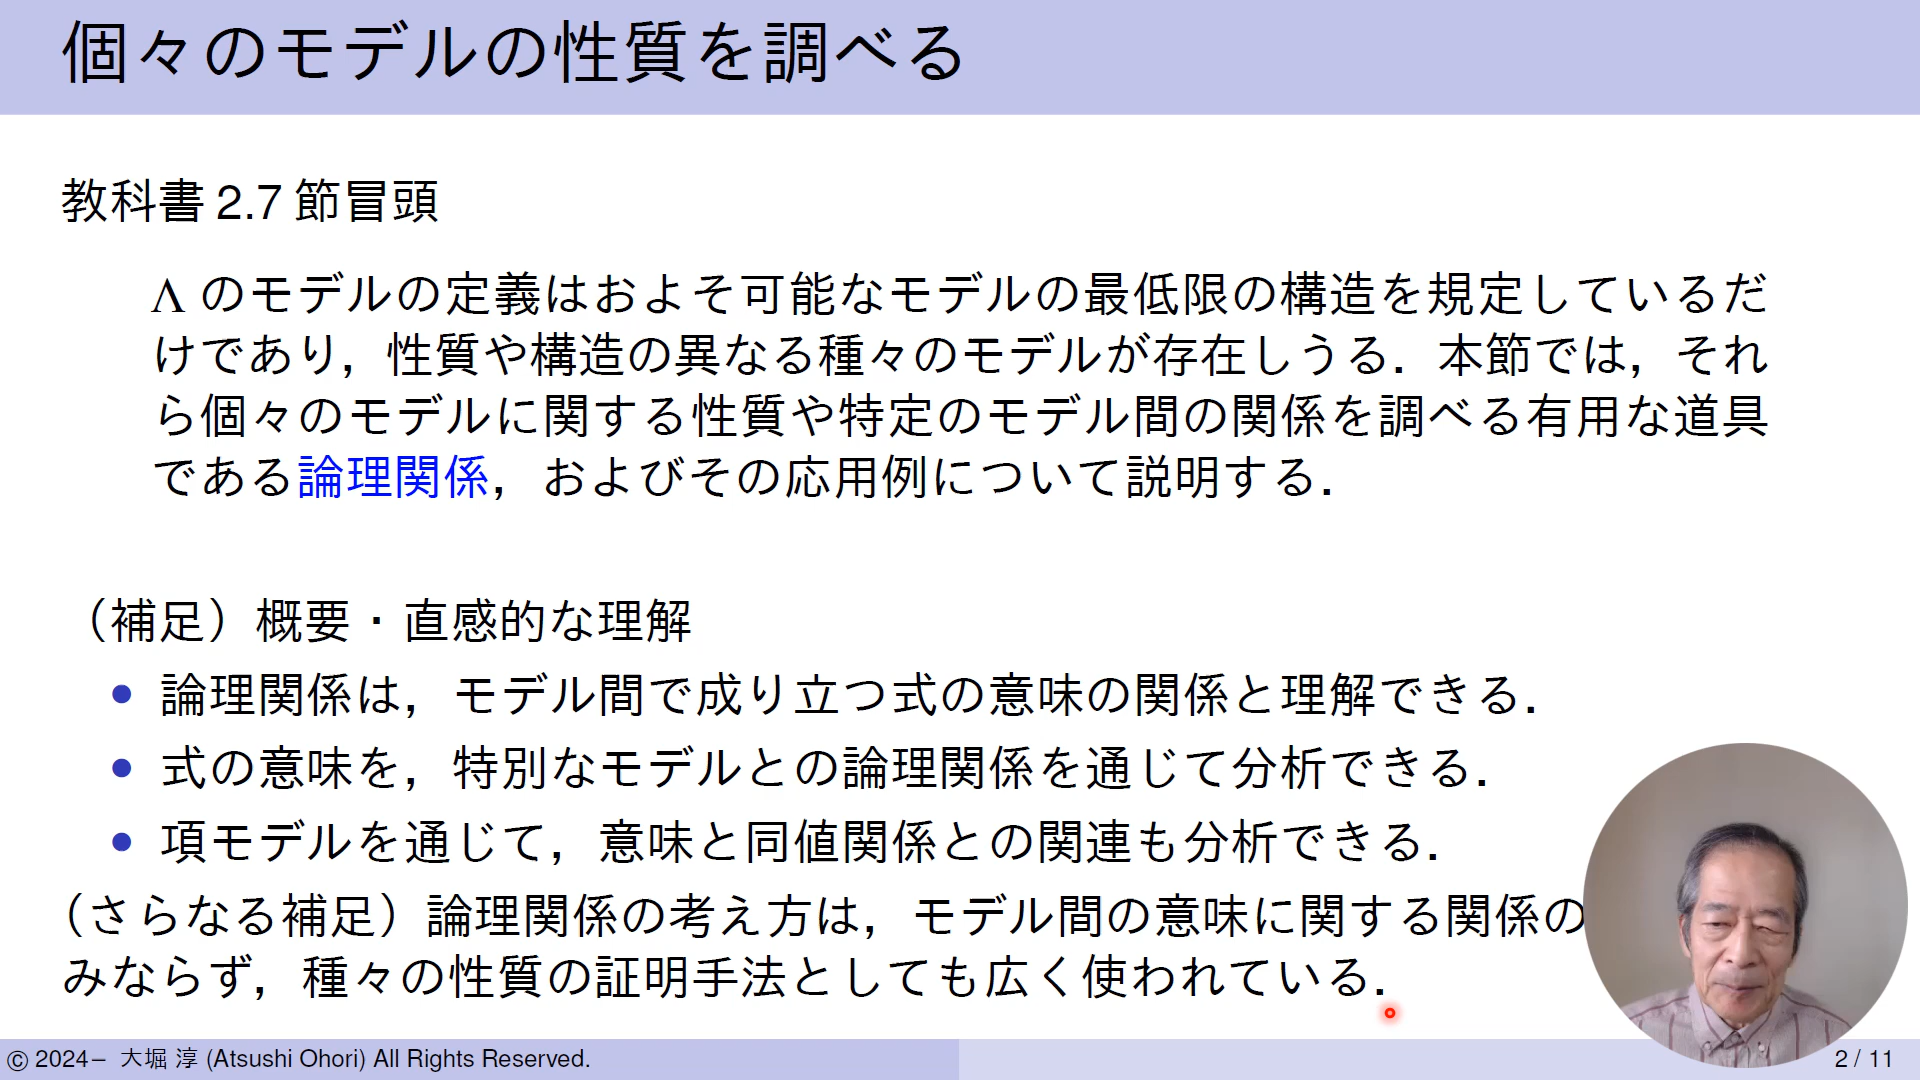 個々のモデルの性質を調べる
教科書 2.7 節冒頭
Λ のモデルの定義はおよそ可能なモデルの最低限の構造を規定しているだ
けであり，性質や構造の異なる種々のモデルが存在しうる．本節では，それ
ら個々のモデルに関する性質や特定のモデル間の関係を調べる有用な道具
である論理関係，およびその応用例について説明する．
（補足）概要・直感的な理解
• 論理関係は，モデル間で成り立つ式の意味の関係と理解できる．
• 式の意味を，特別なモデルとの論理関係を通じて分析できる．
• 項モデルを通じて，意味と同値関係との関連も分析できる．
（さらなる補足）論理関係の考え方は，モデル間の意味に関する関係の
みならず，種々の性質の証明手法としても広く使われている．
© 2024− 大堀 淳 (Atsushi Ohori) All Rights Reserved.
2 / 11